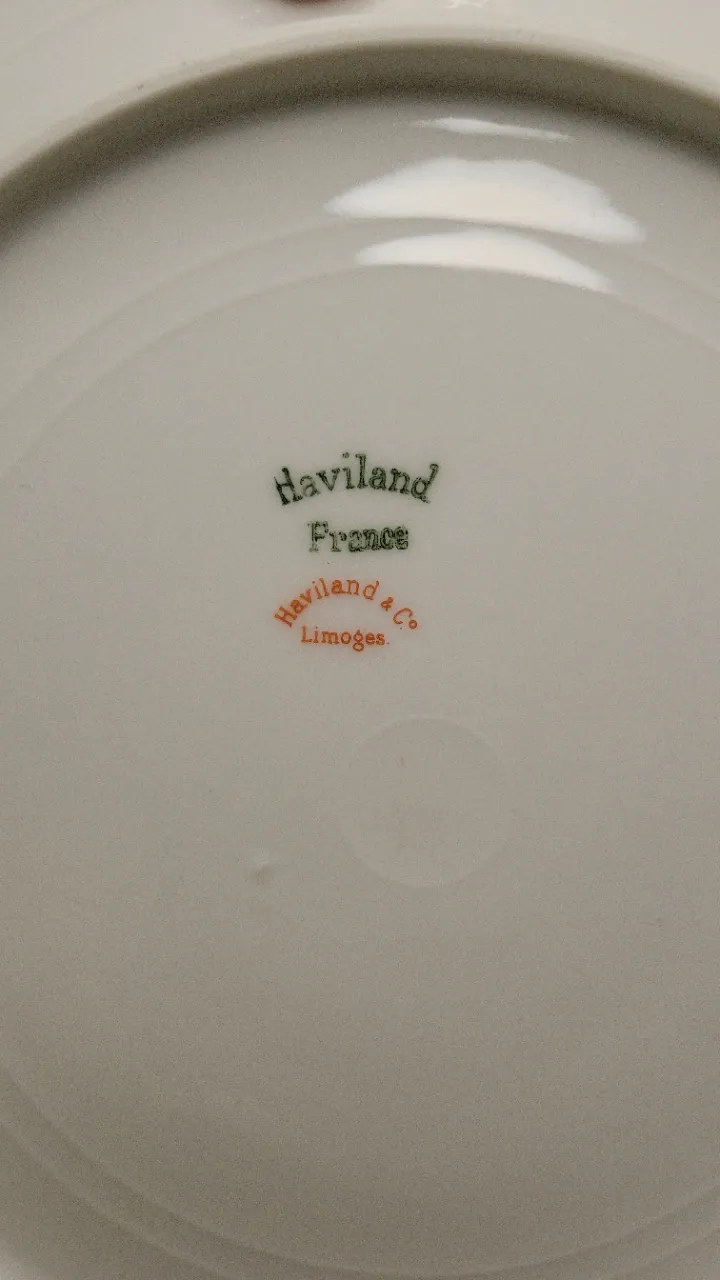 Haviland
France
Haviland & Co
Limoges.